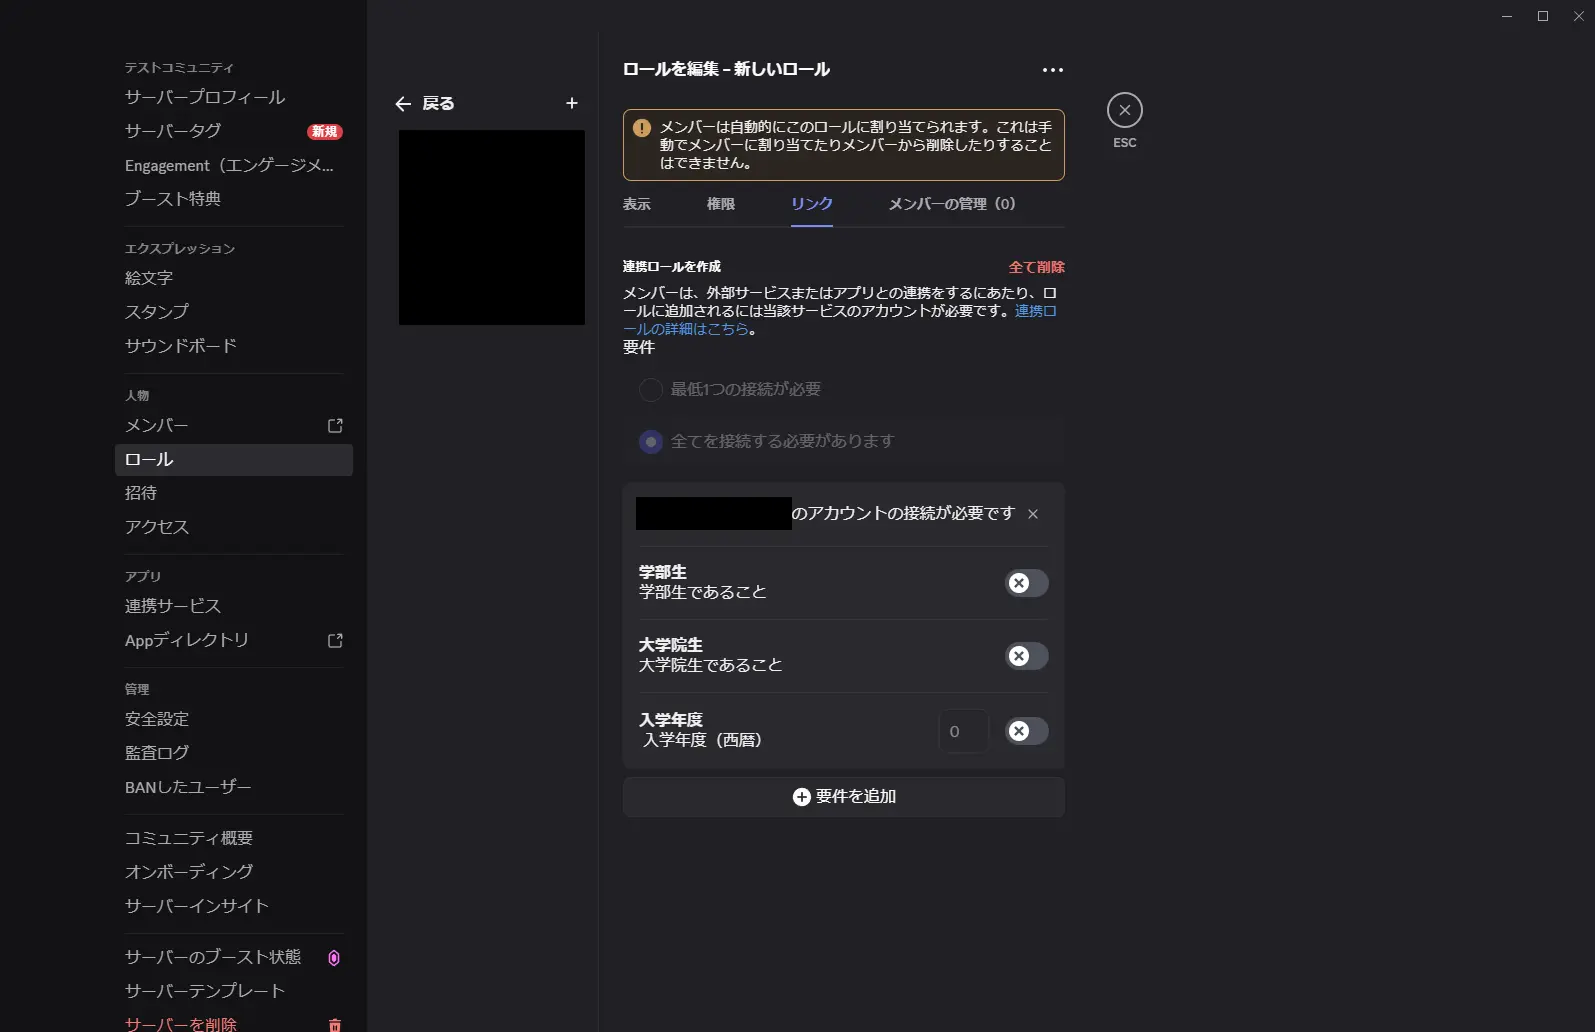 テストコミュニティ
サーバープロフィール
サーバータグ
新規
Engagement（エンゲージメ...
ブースト特典
エクスプレッション
絵文字
スタンプ
サウンドボード
人物
メンバー
ロール
招待
アクセス
アプリ
連携サービス
Appディレクトリ
管理
安全設定
監査ログ
BANしたユーザー
コミュニティ概要
オンボーディング
サーバーインサイト
サーバーのブースト状態
サーバーテンプレート
サーバーを削除
戻る
ロールを編集 – 新しいロール
メンバーは自動的にこのロールに割り当てられます。これは手
動でメンバーに割り当てたりメンバーから削除したりすること
はできません。
表示
権限
リンク
メンバーの管理（0）
連携ロールを作成
全て削除
メンバーは、外部サービスまたはアプリとの連携をするにあたり、ロ
ールに追加されるには当該サービスのアカウントが必要です。連携ロ
ールの詳細はこちら。
要件
最低1つの接続が必要
全てを接続する必要があります
のアカウントの接続が必要です
学部生
学部生であること
大学院生
大学院生であること
入学年度
入学年度（西暦）
0
要件を追加
ESC